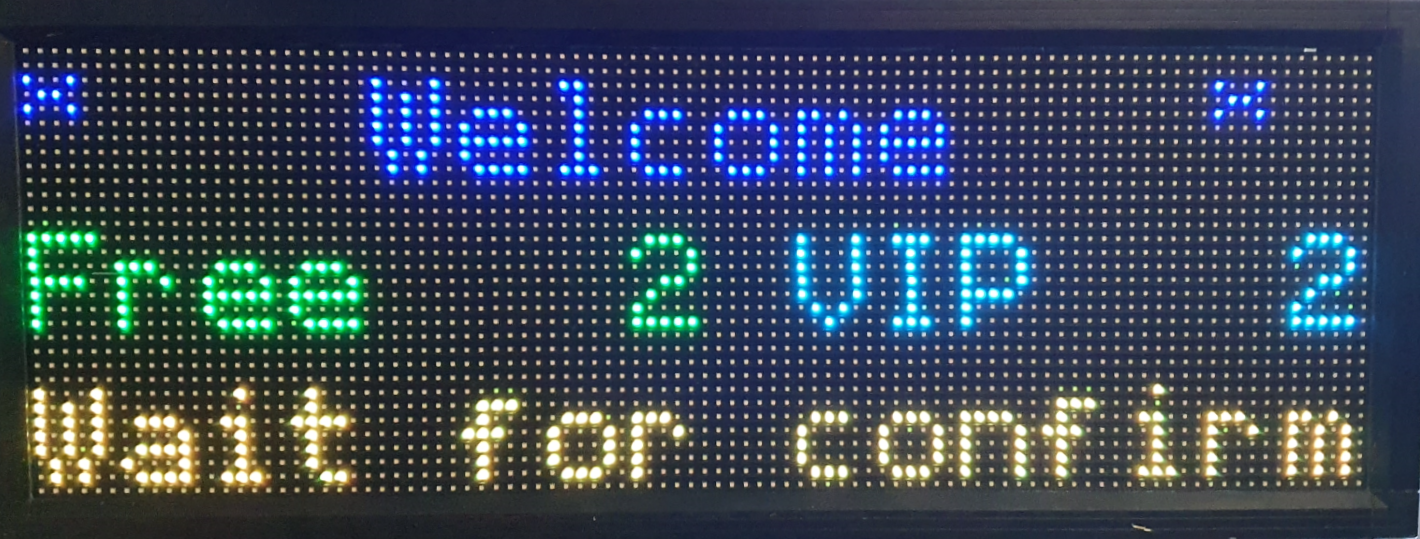 * Welcome *
Free 2 VIP 2
Wait for confirm